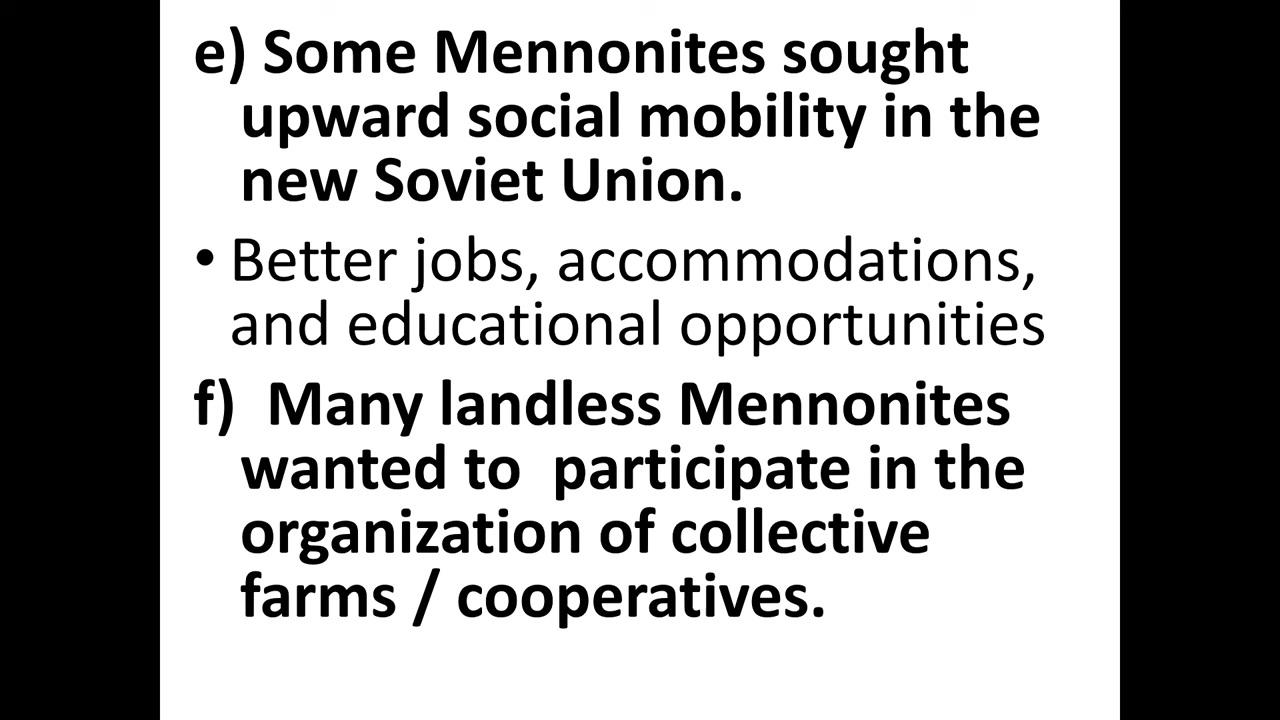 e) Some Mennonites sought
upward social mobility in the
new Soviet Union.
• Better jobs, accommodations,
and educational opportunities
f)  Many landless Mennonites
wanted to  participate in the
organization of collective
farms / cooperatives.